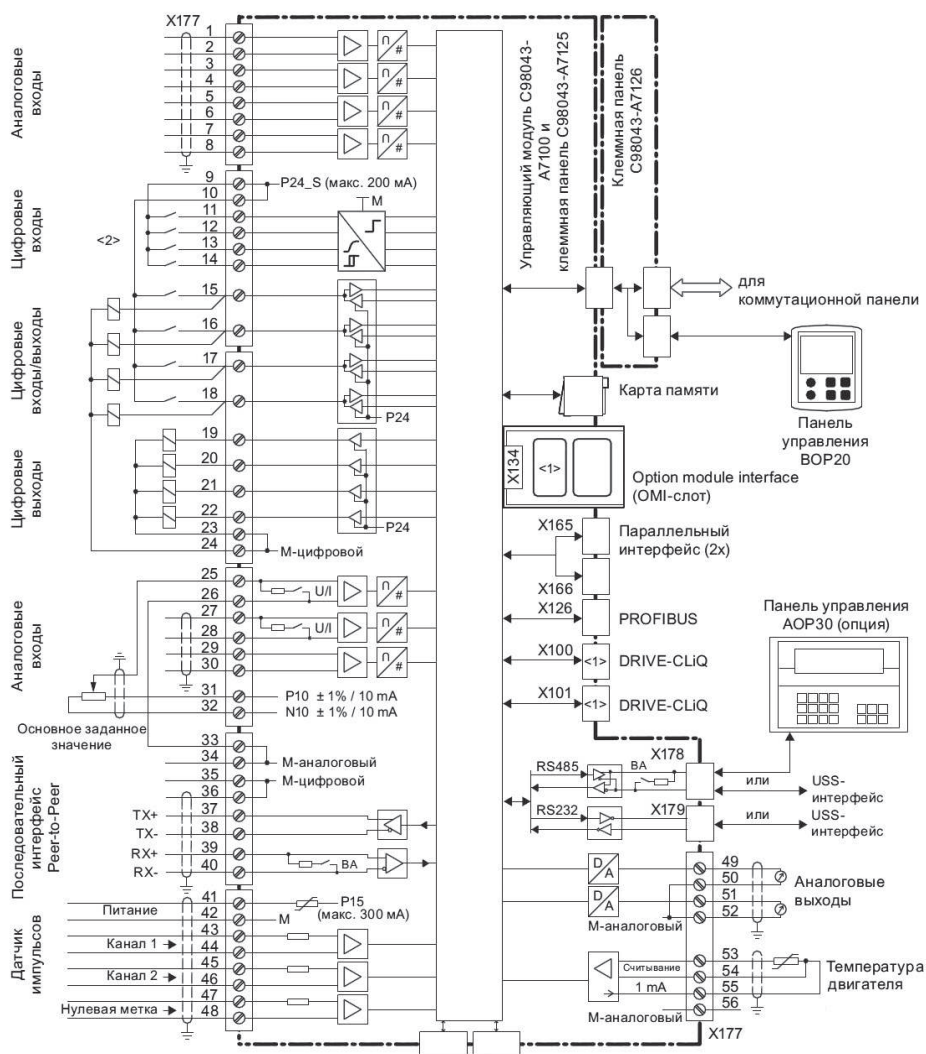 X177
Аналоговые
входы
1
2
3
4
5
6
7
8
∩
#
∩
#
∩
#
∩
#
Цифровые
входы
<2>
9
10
11
12
13
14
P24_S (макс. 200 мА)
M
Цифровые
входы/выходы
15
16
17
18
P24
Цифровые
выходы
19
20
21
22
23
24
P24
М-цифровой
Аналоговые
входы
25
26
27
28
29
30
31
32
U/I
∩
#
U/I
∩
#
∩
#
P10 ± 1% / 10 mA
N10 ± 1% / 10 mA
Основное заданное
значение
Последовательный
интерфейс
Peer-to-Peer
33
34
35
36
37
38
39
40
М-аналоговый
М-цифровой
TX+
TX-
RX+
RX-
BA
Датчик
импульсов
41
42
43
44
45
46
47
48
Питание
Канал 1
Канал 2
Нулевая метка
P15
(макс. 300 мА)
M
Управляющий модуль C98043-
A7100 и
клеммная панель C98043-A7125
Клеммная панель
C98043-A7126
для
коммутационной панели
Панель
управления
BOP20
Карта памяти
X134
<1>
Option module interface
(OMI-слот)
X165
X166
Параллельный
интерфейс (2x)
X126
PROFIBUS
X100
<1>
DRIVE-CLiQ
X101
<1>
DRIVE-CLiQ
Панель управления
AOP30 (опция)
RS485
BA
X178
или
USS-
интерфейс
RS232
X179
или
USS-
интерфейс
D
A
D
A
49
50
51
52
М-аналоговый
Аналоговые
выходы
53
54
55
56
Считывание
1 mA
М-аналоговый
Температура
двигателя
X177